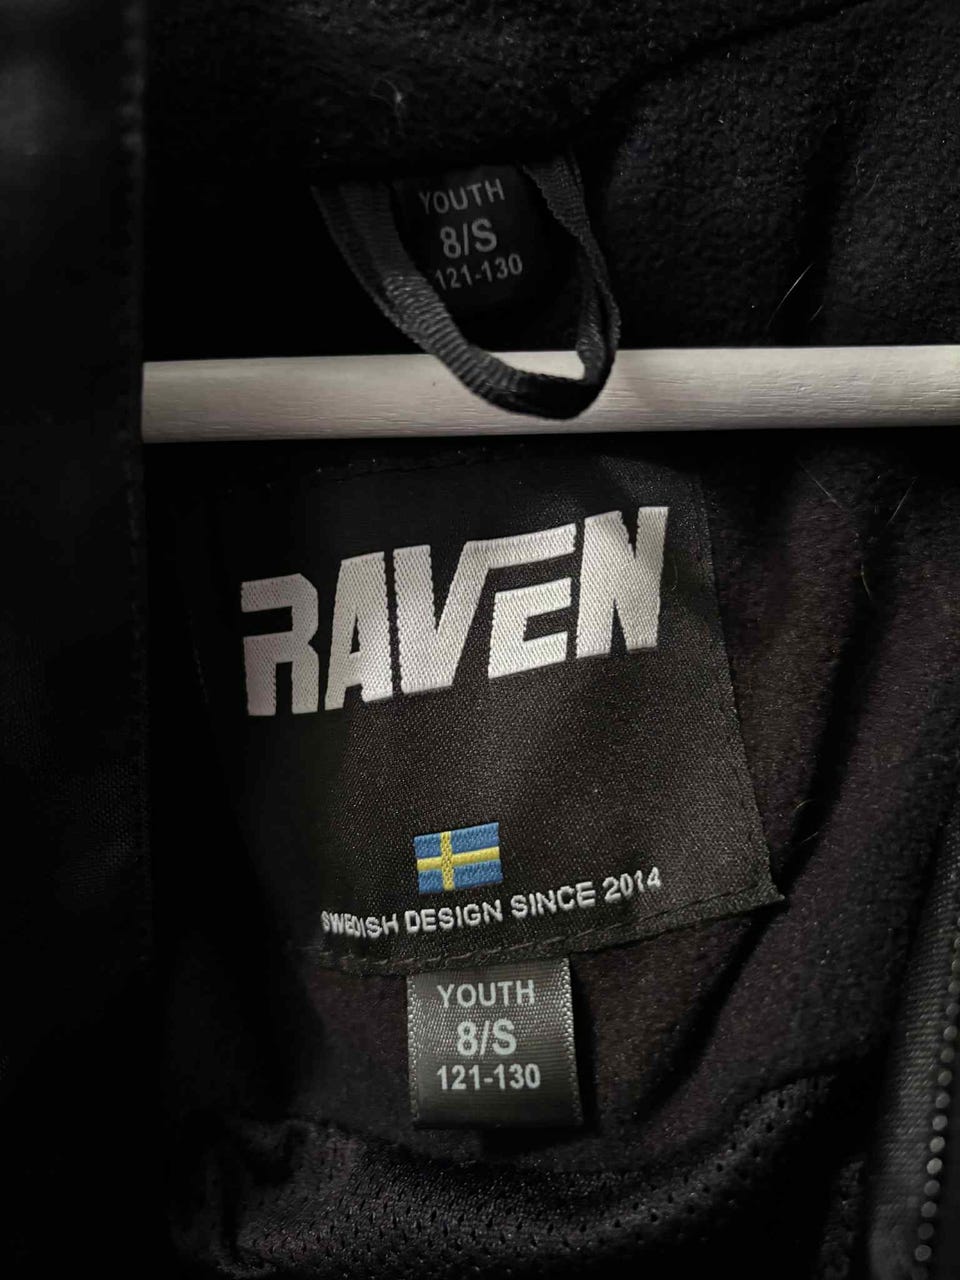 YOUTH
8/S
121-130
RAVEN
SWEDISH DESIGN SINCE 2014
YOUTH
8/S
121-130